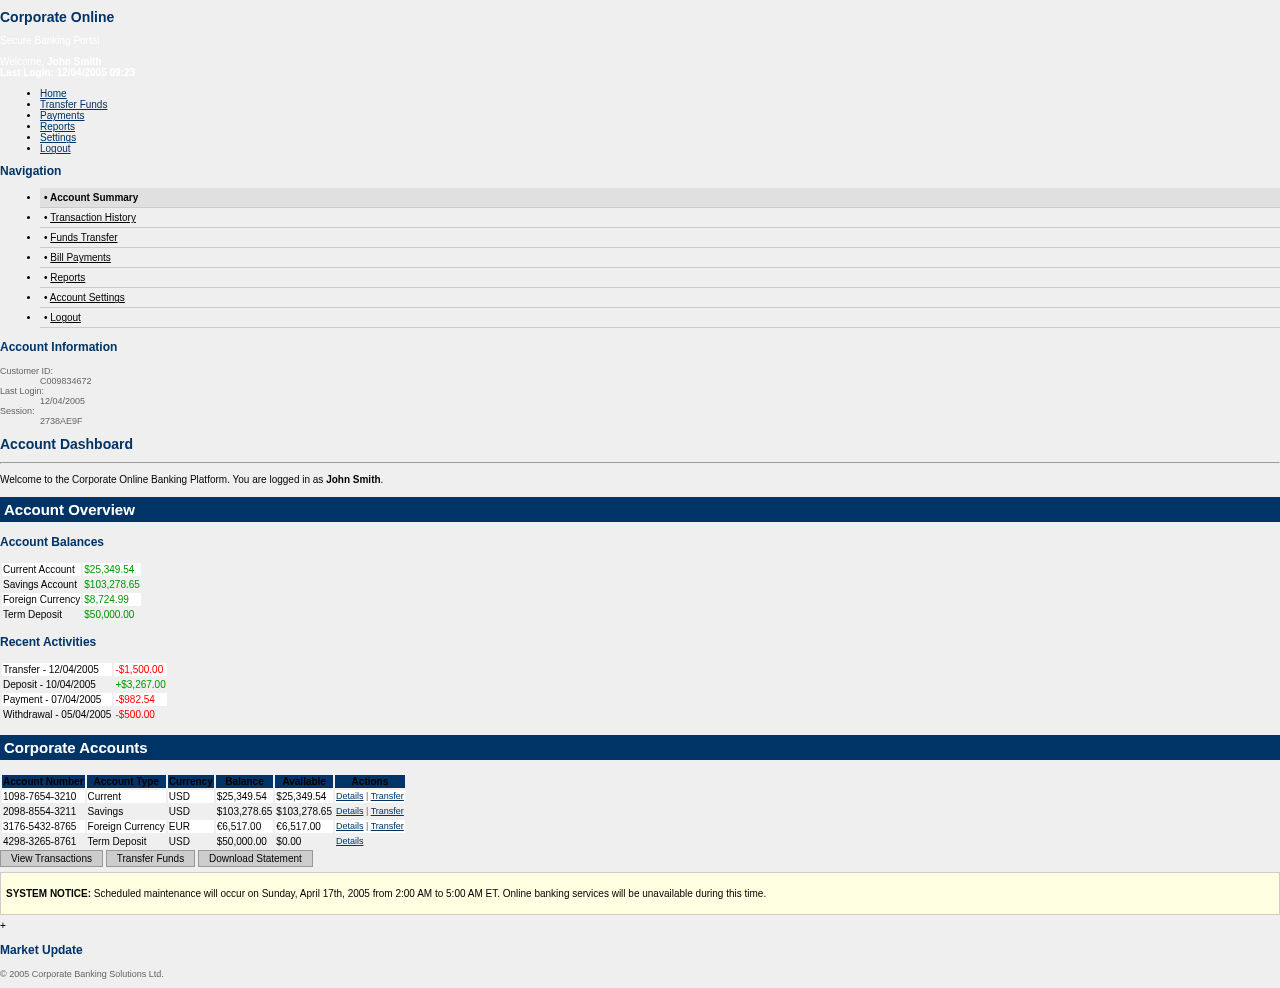 Corporate Online
Secure Banking Portal
Welcome, John Smith
Last Login: 12/04/2005 09:23
Home
Transfer Funds
Payments
Reports
Settings
Logout
Navigation
• Account Summary
• Transaction History
• Funds Transfer
• Bill Payments
• Reports
• Account Settings
• Logout
Account Information
Customer ID:
C009834672
Last Login:
12/04/2005
Session:
2738AE9F
Account Dashboard
Welcome to the Corporate Online Banking Platform. You are logged in as John Smith.
Account Overview
Account Balances
Current Account $25,349.54
Savings Account $103,278.65
Foreign Currency $8,724.99
Term Deposit $50,000.00
Recent Activities
Transfer - 12/04/2005 -$1,500.00
Deposit - 10/04/2005 +$3,267.00
Payment - 07/04/2005 -$982.54
Withdrawal - 05/04/2005 -$500.00
Corporate Accounts
Account Number Account Type Currency Balance Available Actions
1098-7654-3210 Current USD $25,349.54 $25,349.54 Details | Transfer
2098-8554-3211 Savings USD $103,278.65 $103,278.65 Details | Transfer
3176-5432-8765 Foreign Currency EUR €6,517.00 €6,517.00 Details | Transfer
4298-3265-8761 Term Deposit USD $50,000.00 $0.00 Details
View Transactions Transfer Funds Download Statement
SYSTEM NOTICE: Scheduled maintenance will occur on Sunday, April 17th, 2005 from 2:00 AM to 5:00 AM ET. Online banking services will be unavailable during this time.
+
Market Update
© 2005 Corporate Banking Solutions Ltd.